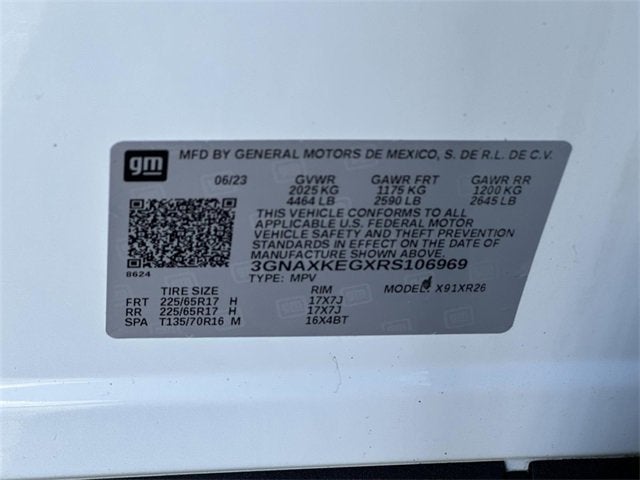 gm MFD BY GENERAL MOTORS DE MEXICO, S. DE R.L. DE C.V.
06/23 GVWR GAWR FRT GAWR RR
2025 KG 1175 KG 1200 KG
4464 LB 2590 LB 2645 LB
THIS VEHICLE CONFORMS TO ALL
APPLICABLE U.S. FEDERAL MOTOR
VEHICLE SAFETY AND THEFT PREVENTION
STANDARDS IN EFFECT ON THE DATE OF
MANUFACTURE SHOWN ABOVE.
3GNAXKEGXRS106969
8624 TYPE: MPV MODEL: X91XR26
TIRE SIZE RIM
FRT 225/65R17 H 17X7J
RR 225/65R17 H 17X7J
SPA T135/70R16 M 16X4BT